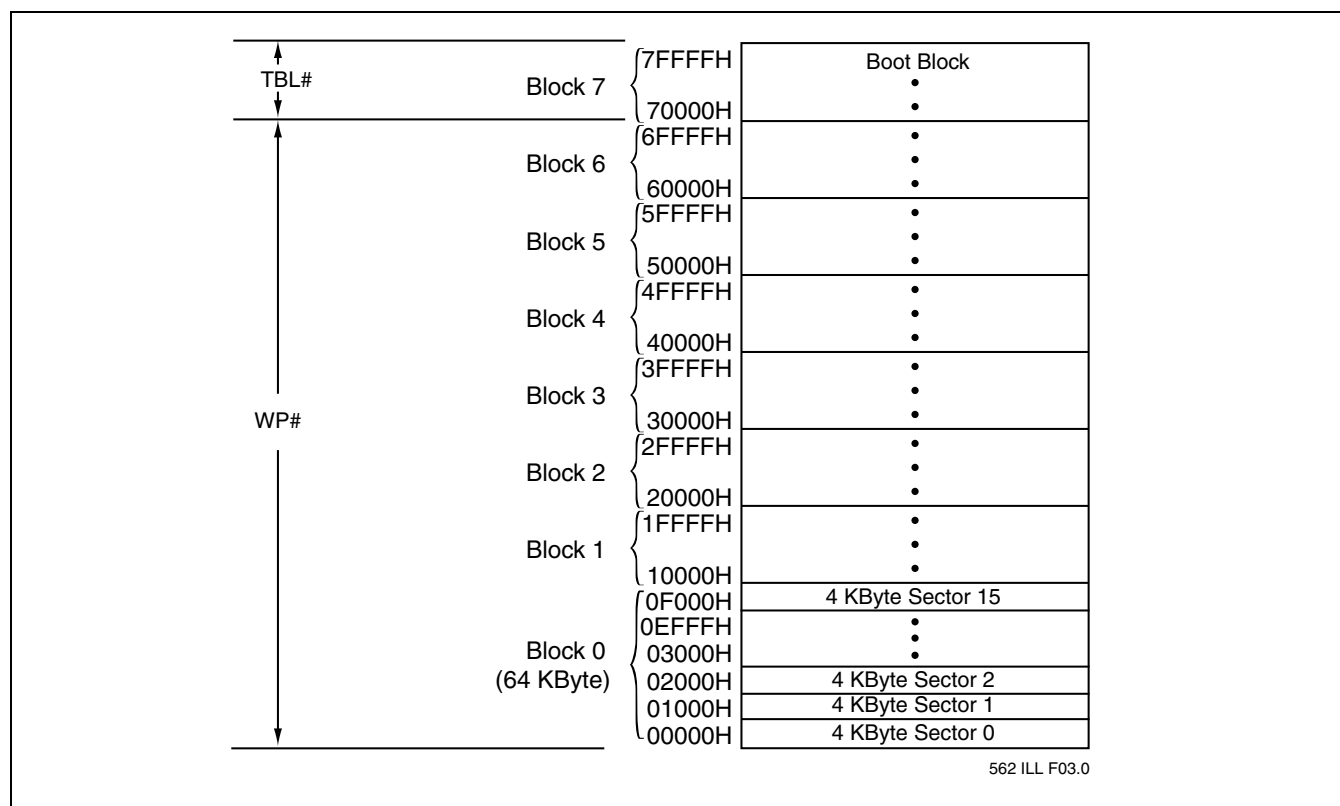 TBL#
Block 7
7FFFFH
Boot Block
70000H
Block 6
6FFFFH
60000H
Block 5
5FFFFH
50000H
Block 4
4FFFFH
40000H
WP#
Block 3
3FFFFH
30000H
Block 2
2FFFFH
20000H
Block 1
1FFFFH
10000H
Block 0
(64 KByte)
0F000H
4 KByte Sector 15
0EFFFH
03000H
02000H
4 KByte Sector 2
01000H
4 KByte Sector 1
00000H
4 KByte Sector 0
562 ILL F03.0